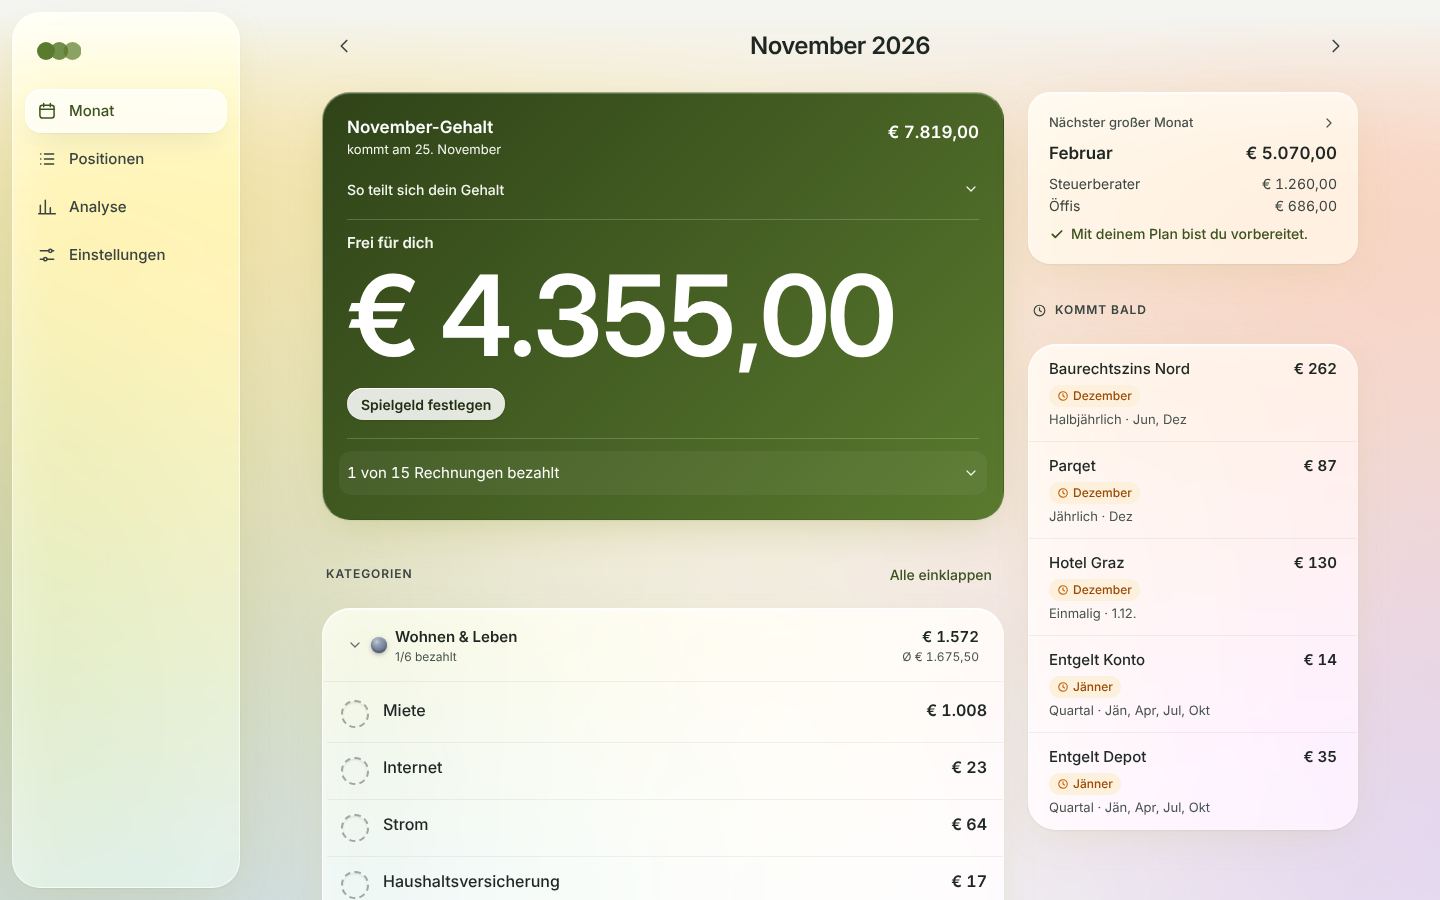 Monat
Positionen
Analyse
Einstellungen
November 2026
November-Gehalt
€ 7.819,00
kommt am 25. November
So teilt sich dein Gehalt
Frei für dich
€ 4.355,00
Spielgeld festlegen
1 von 15 Rechnungen bezahlt
KATEGORIEN
Alle einklappen
Wohnen & Leben
€ 1.572
1/6 bezahlt
Ø € 1.675,50
Miete
€ 1.008
Internet
€ 23
Strom
€ 64
Haushaltsversicherung
€ 17
Nächster großer Monat
Februar
€ 5.070,00
Steuerberater
€ 1.260,00
Öffis
€ 686,00
Mit deinem Plan bist du vorbereitet.
KOMMT BALD
Baurechtszins Nord
€ 262
Dezember
Halbjährlich · Jun, Dez
Parqet
€ 87
Dezember
Jährlich · Dez
Hotel Graz
€ 130
Dezember
Einmalig · 1.12.
Entgelt Konto
€ 14
Jänner
Quartal · Jän, Apr, Jul, Okt
Entgelt Depot
€ 35
Jänner
Quartal · Jän, Apr, Jul, Okt